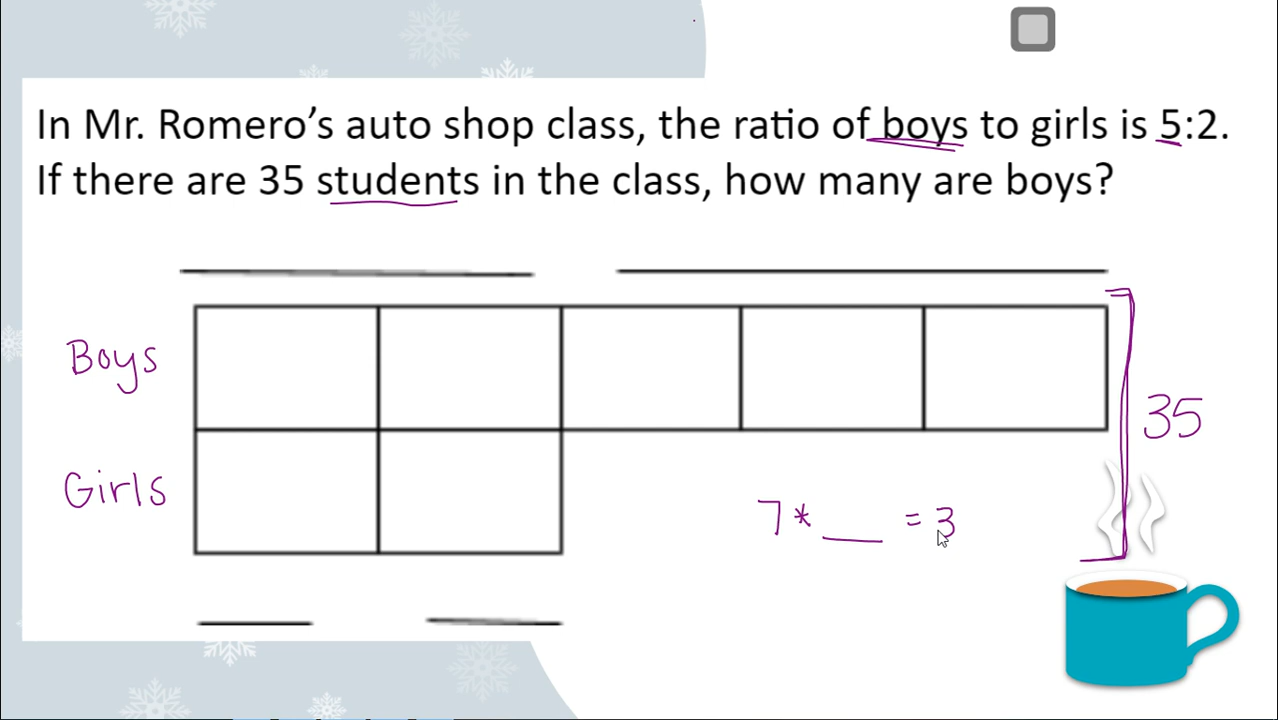 In Mr. Romero’s auto shop class, the ratio of boys to girls is 5:2.
If there are 35 students in the class, how many are boys?
Boys
35
Girls
7 * ___ = 3